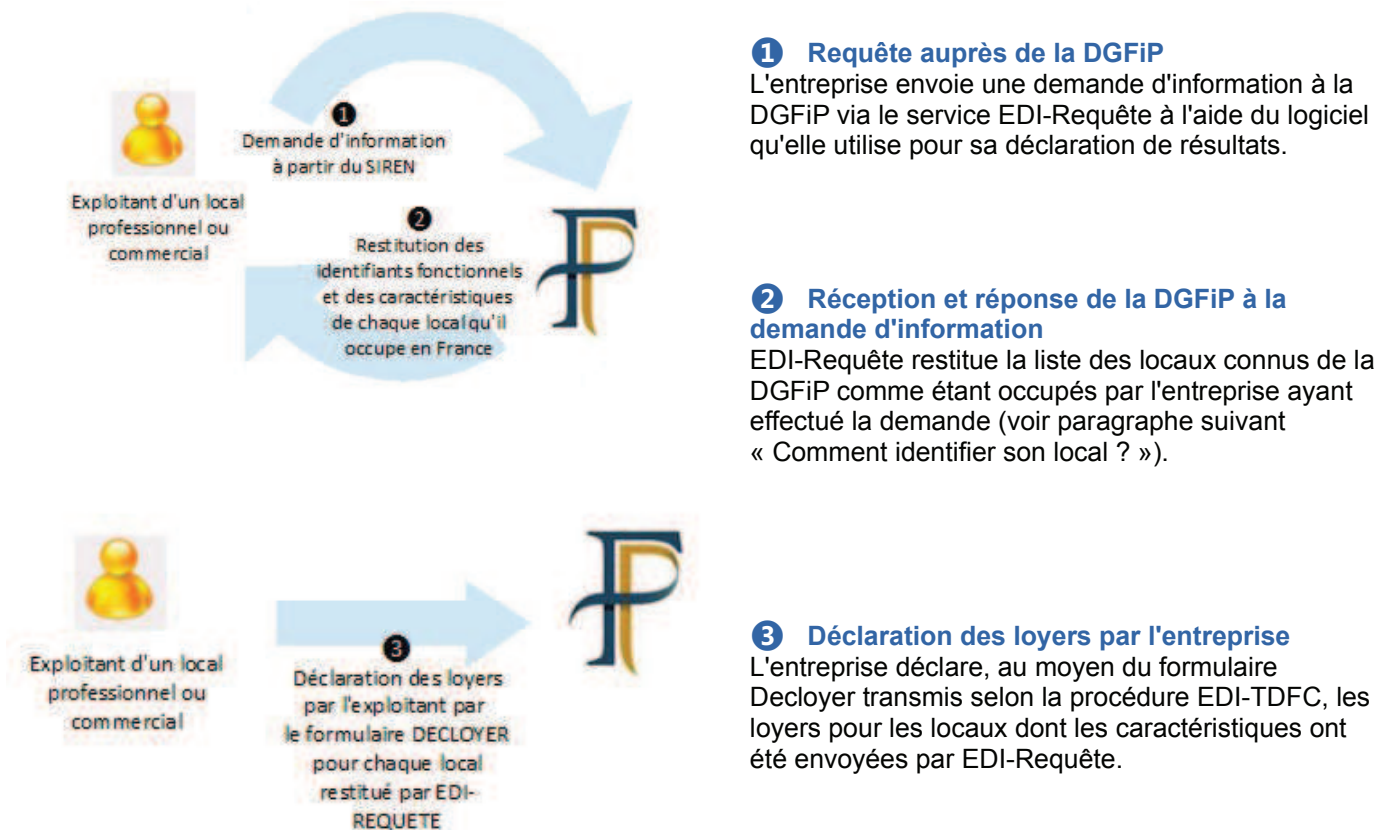 ❶
Demande d'information
à partir du SIREN
Exploitant d'un local
professionnel ou
commercial
❷
Restitution des
identifiants fonctionnels
et des caractéristiques
de chaque local qu'il
occupe en France
❶ Requête auprès de la DGFiP
L'entreprise envoie une demande d'information à la
DGFiP via le service EDI-Requête à l'aide du logiciel
qu'elle utilise pour sa déclaration de résultats.
❷ Réception et réponse de la DGFiP à la
demande d'information
EDI-Requête restitue la liste des locaux connus de la
DGFiP comme étant occupés par l'entreprise ayant
effectué la demande (voir paragraphe suivant
« Comment identifier son local ? »).
Exploitant d'un local
professionnel ou
commercial
❸
Déclaration des loyers
par l'exploitant par
le formulaire DECLOYER
pour chaque local
restitué par EDI-
REQUETE
❸ Déclaration des loyers par l'entreprise
L'entreprise déclare, au moyen du formulaire
Decloyer transmis selon la procédure EDI-TDFC, les
loyers pour les locaux dont les caractéristiques ont
été envoyées par EDI-Requête.